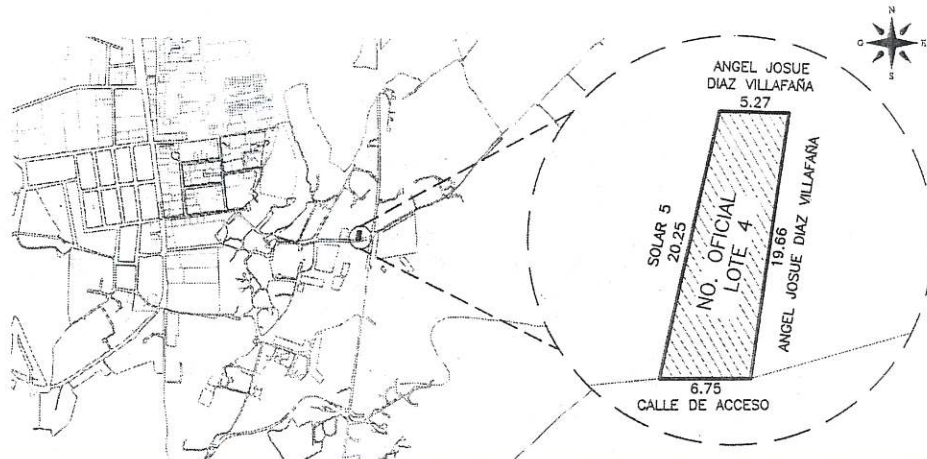 N
O
E
S
ANGEL JOSUE
DIAZ VILLAFAÑA
5.27
SOLAR 5
20.25
NO. OFICIAL
LOTE 4
19.66
ANGEL JOSUE DIAZ VILLAFAÑA
6.75
CALLE DE ACCESO